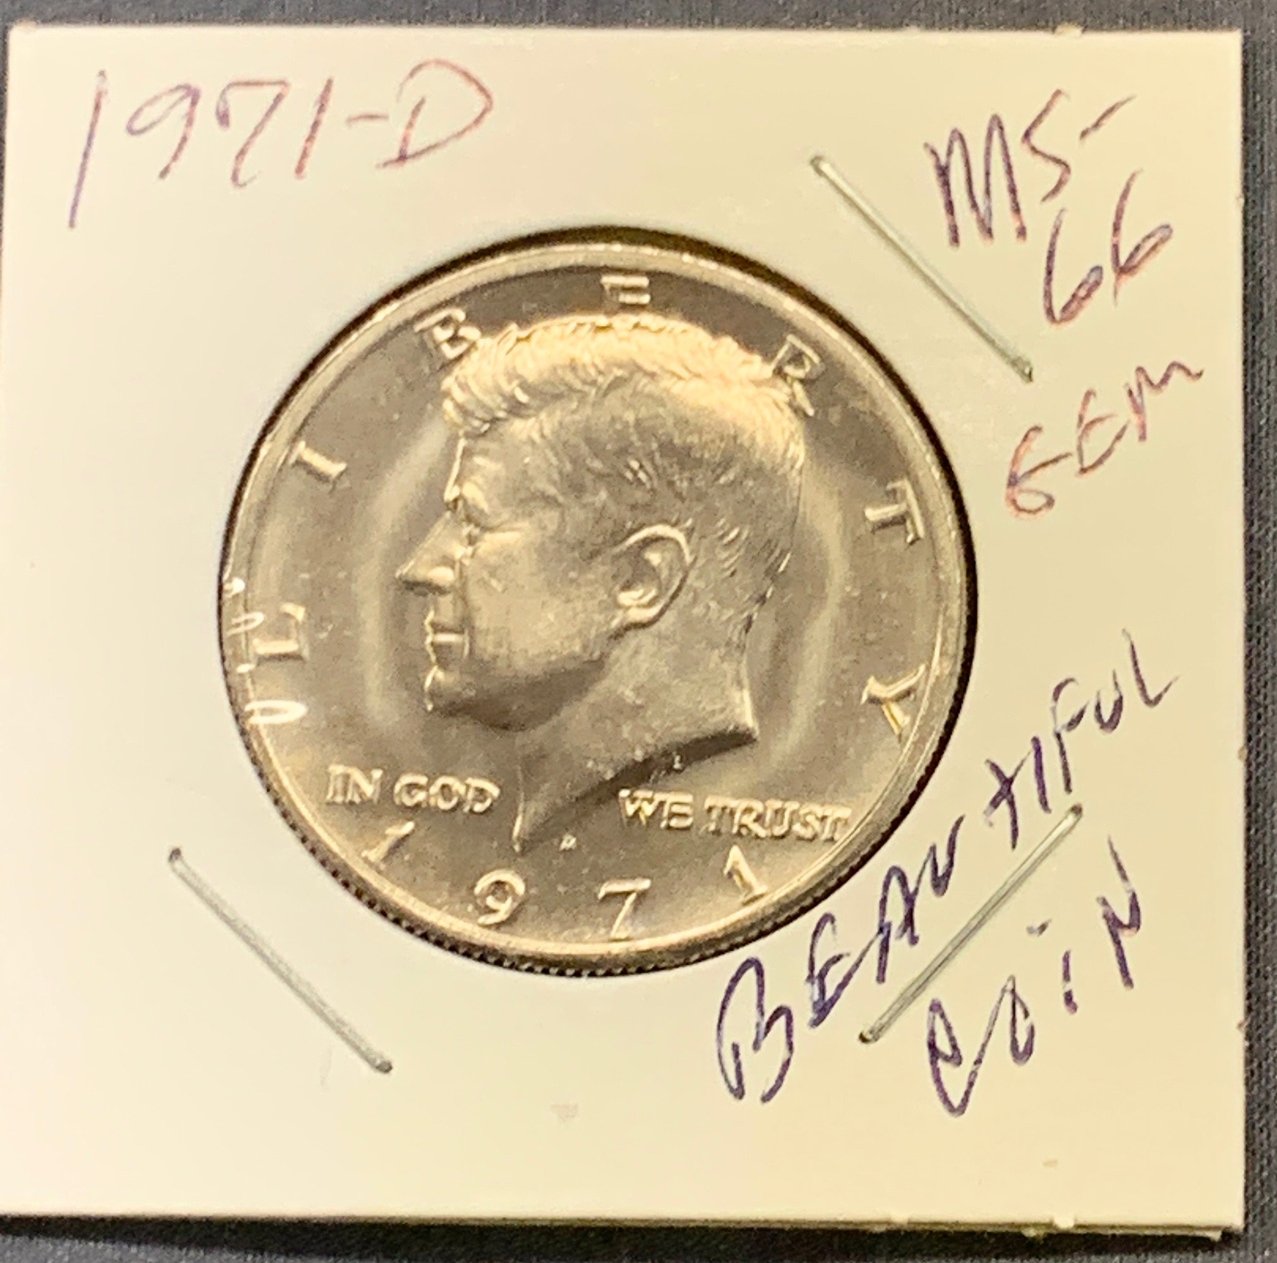 1971-D
MS-
66
GEM
LIBERTY
IN GOD WE TRUST
D
1971
BEAUTIFUL
COiN